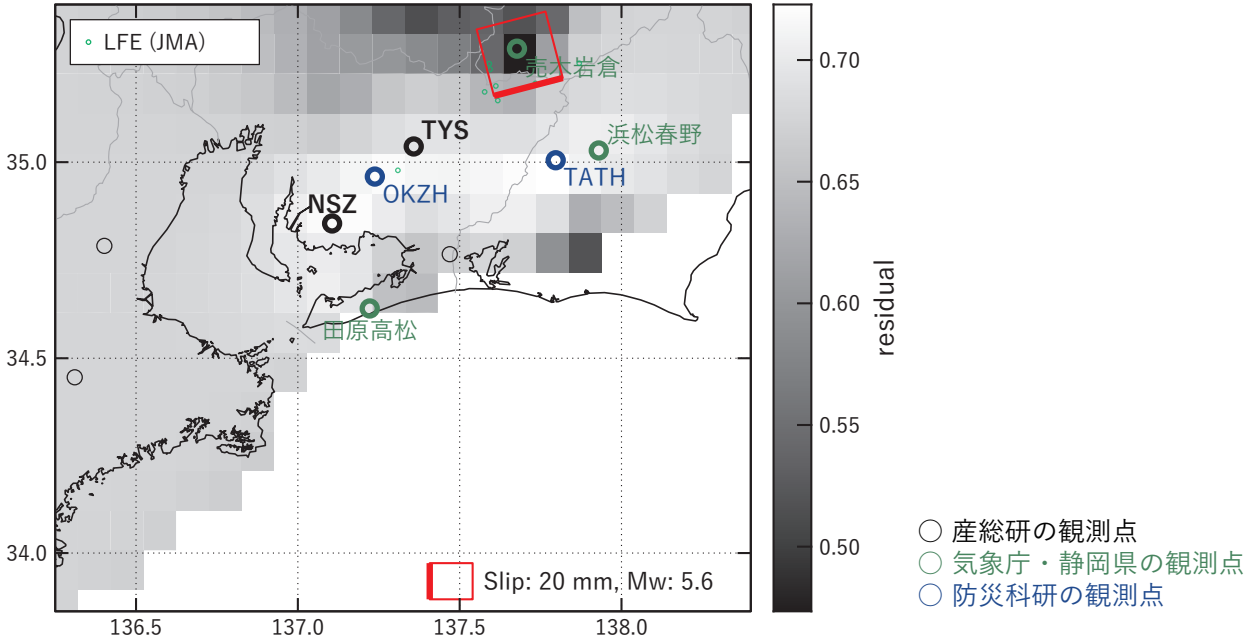 LFE (JMA)
売木岩倉
TYS
浜松春野
TATH
OKZH
NSZ
田原高松
35.0
34.5
34.0
136.5
137.0
137.5
138.0
Slip: 20 mm, Mw: 5.6
0.70
0.65
0.60
0.55
0.50
residual
産総研の観測点
気象庁・静岡県の観測点
防災科研の観測点